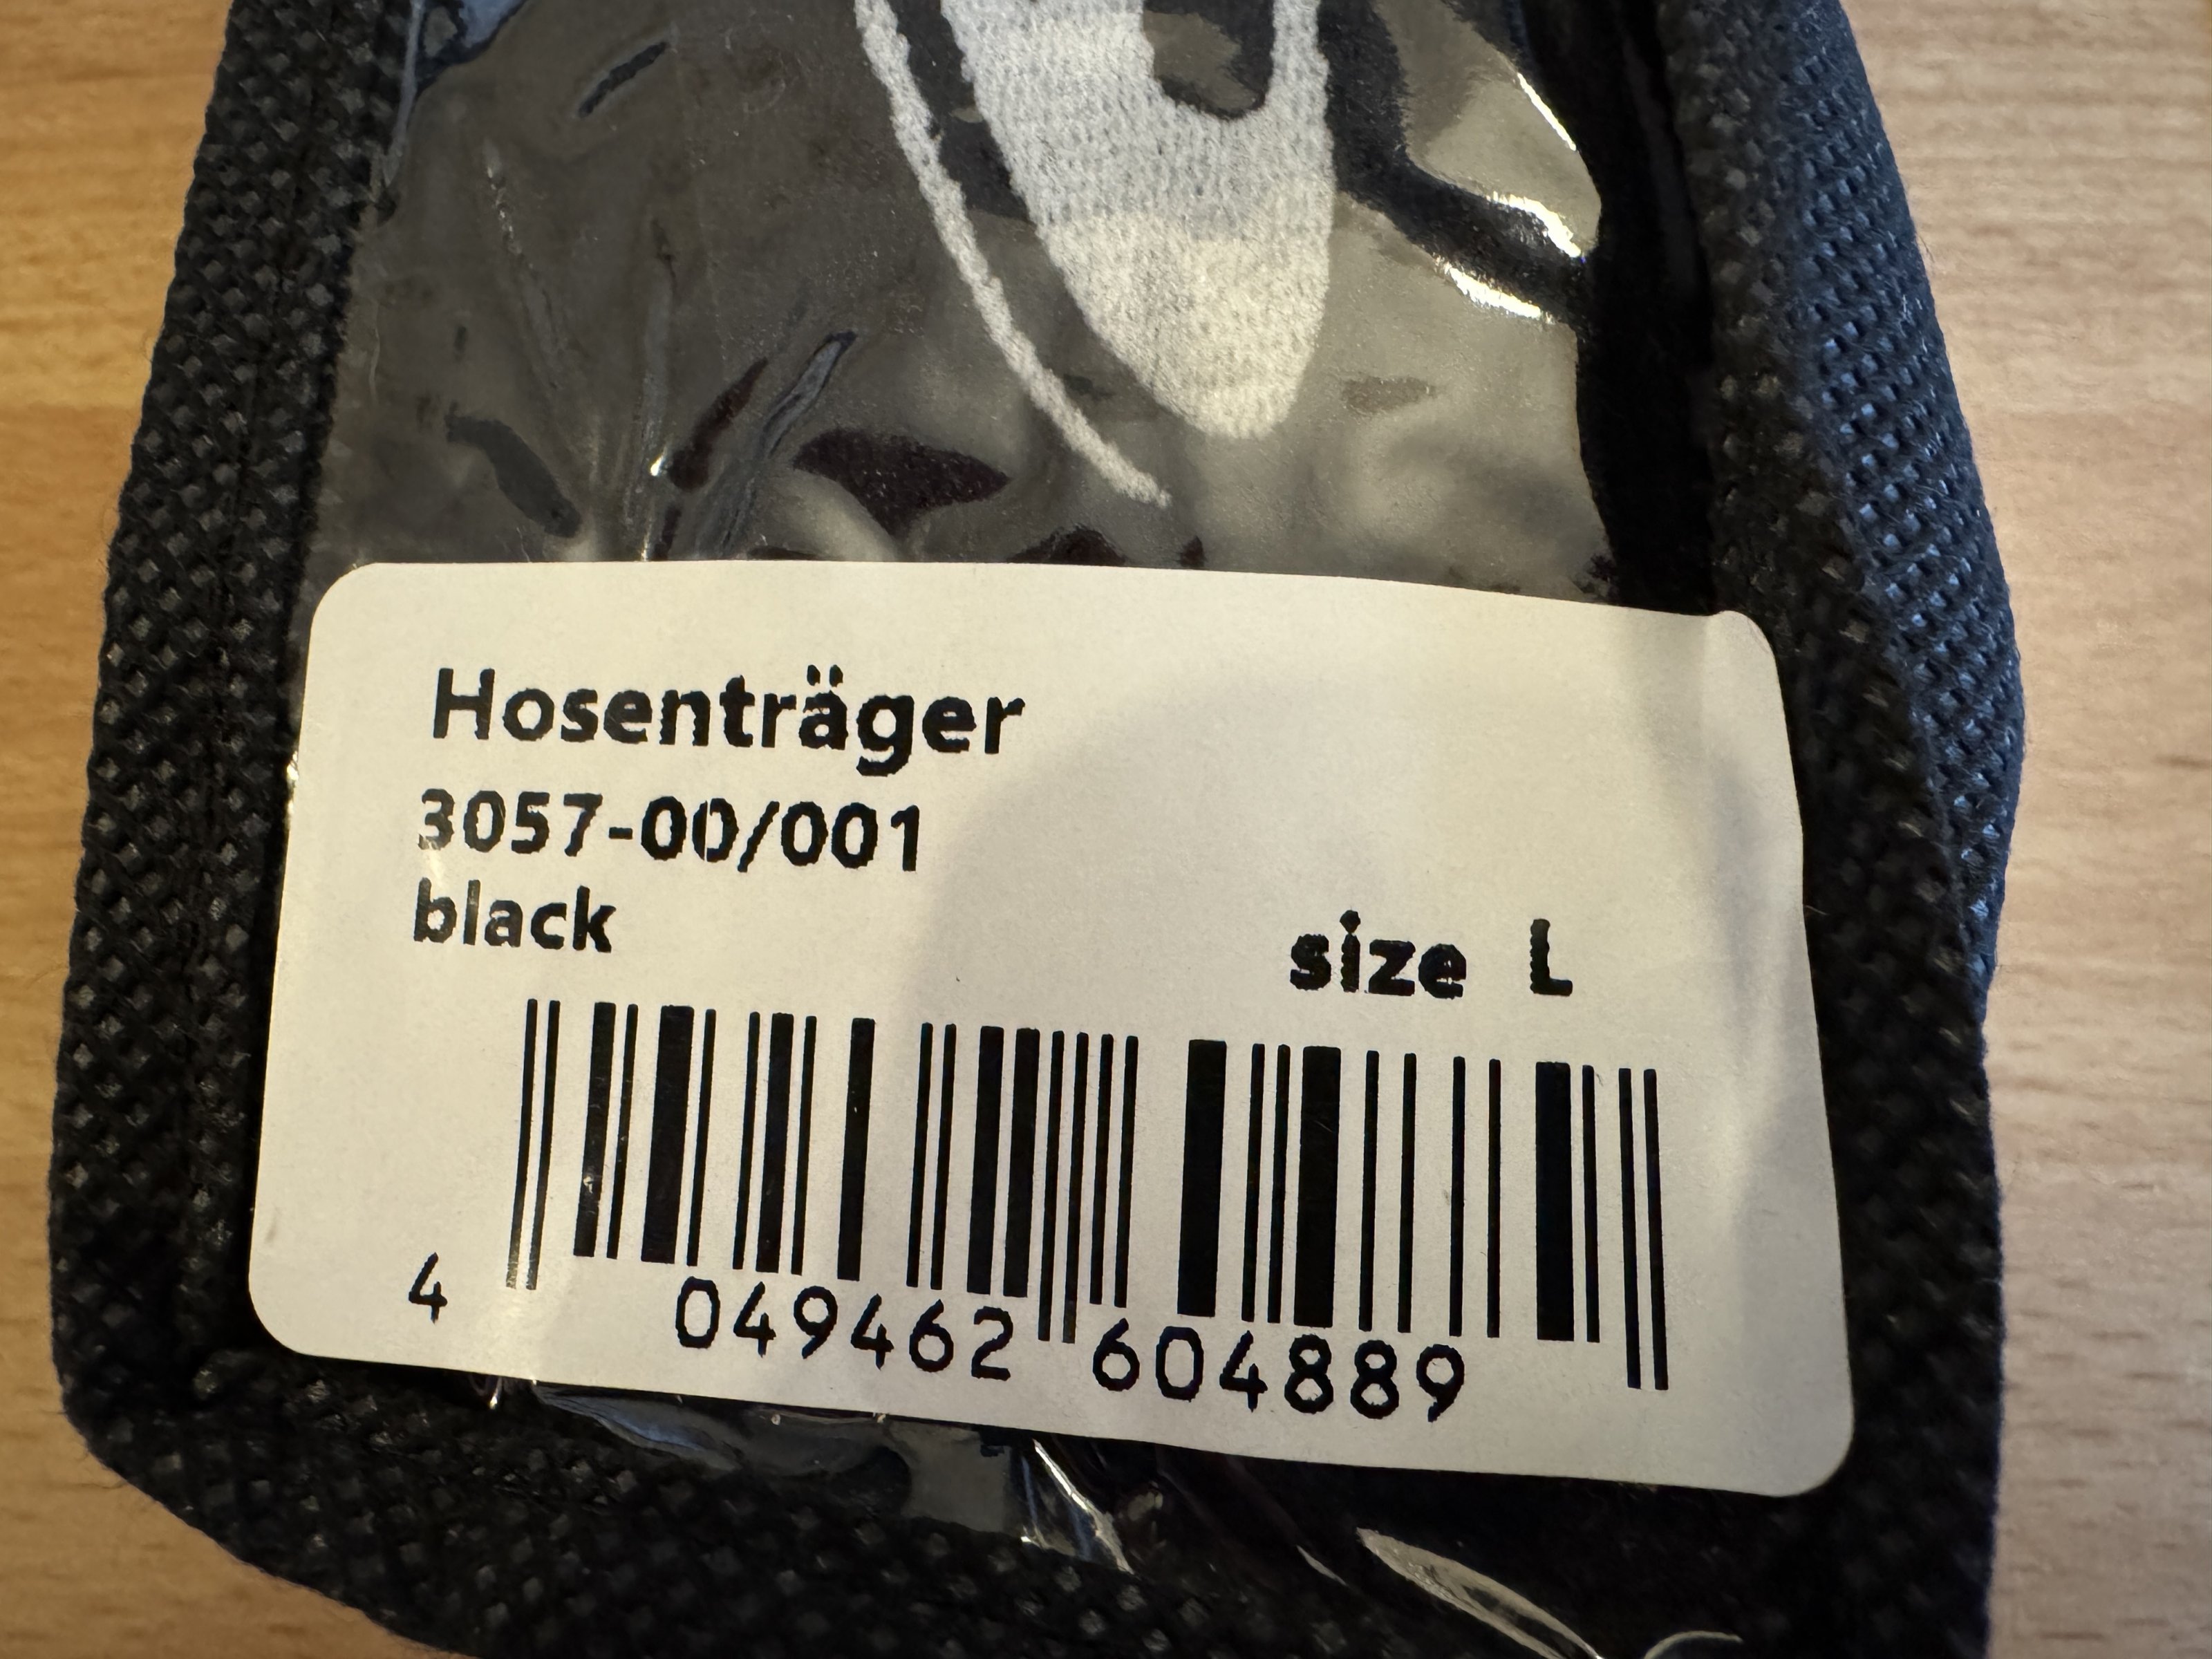 Hosenträger
3057-00/001
black
size L
4 049462 604889